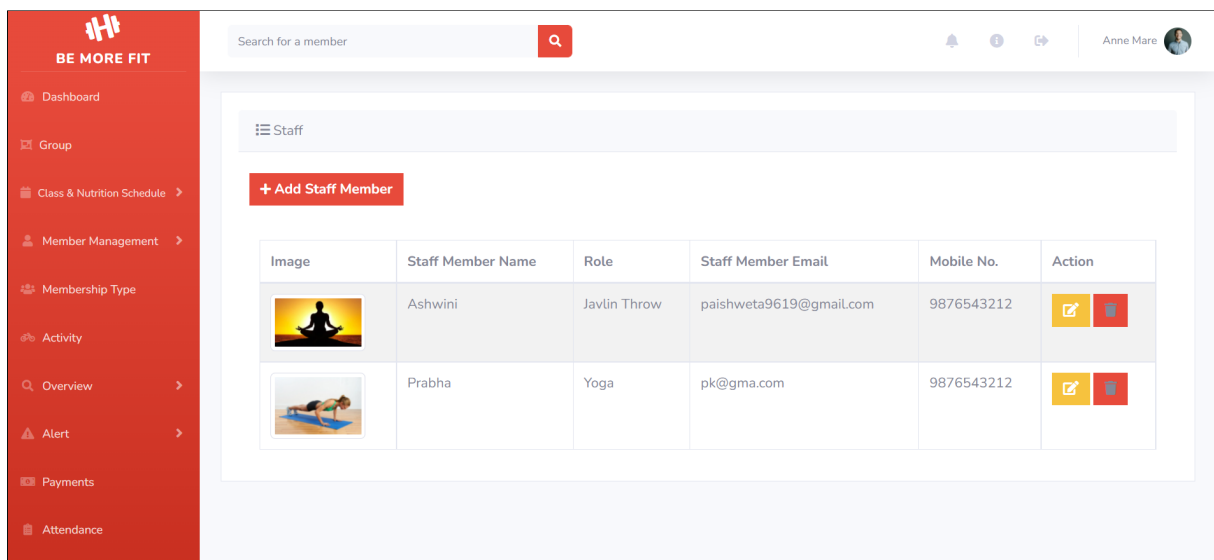 BE MORE FIT
Search for a member
Anne Mare
Dashboard
Group
Class & Nutrition Schedule
Member Management
Membership Type
Activity
Overview
Alert
Payments
Attendance
Staff
+ Add Staff Member
Image Staff Member Name Role Staff Member Email Mobile No. Action
Ashwini Javlin Throw paishweta9619@gmail.com 9876543212
Prabha Yoga pk@gma.com 9876543212